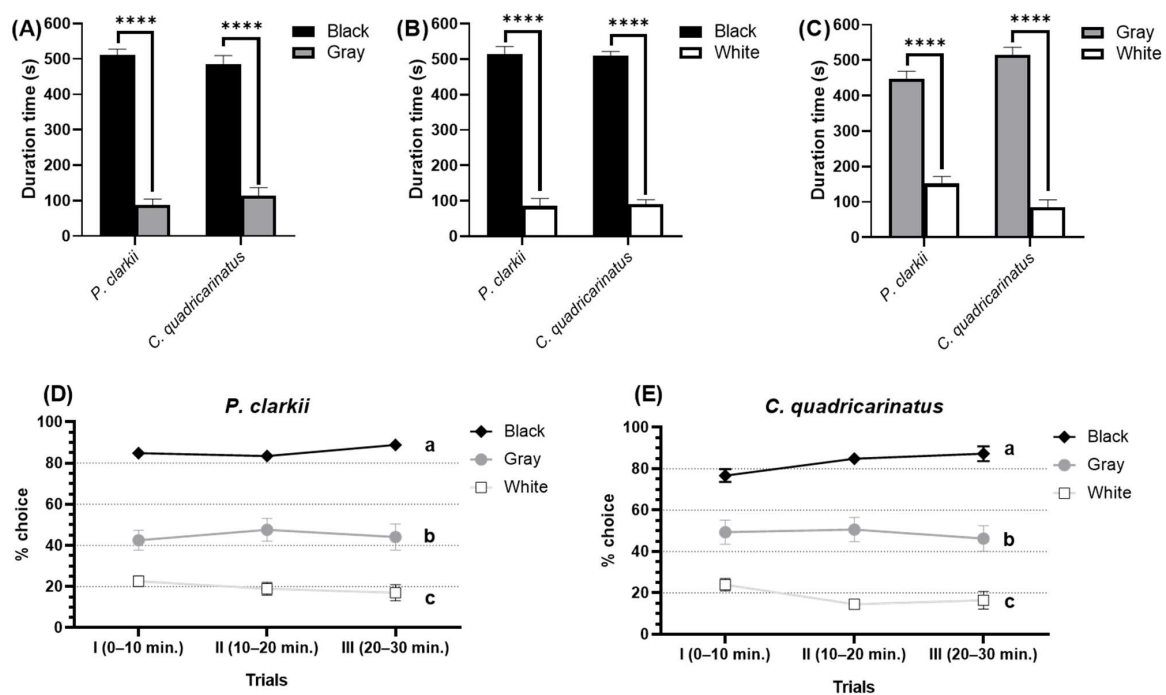 (A)
Duration time (s)
600
500
400
300
200
100
0
****
****
Black
Gray
P. clarkii
C. quadricarinatus
(B)
Duration time (s)
600
500
400
300
200
100
0
****
****
Black
White
P. clarkii
C. quadricarinatus
(C)
Duration time (s)
600
500
400
300
200
100
0
****
****
Gray
White
P. clarkii
C. quadricarinatus
(D)
P. clarkii
% choice
100
80
60
40
20
0
a
b
c
Black
Gray
White
I (0–10 min.) II (10–20 min.) III (20–30 min.)
Trials
(E)
C. quadricarinatus
% choice
100
80
60
40
20
0
a
b
c
Black
Gray
White
I (0–10 min.) II (10–20 min.) III (20–30 min.)
Trials